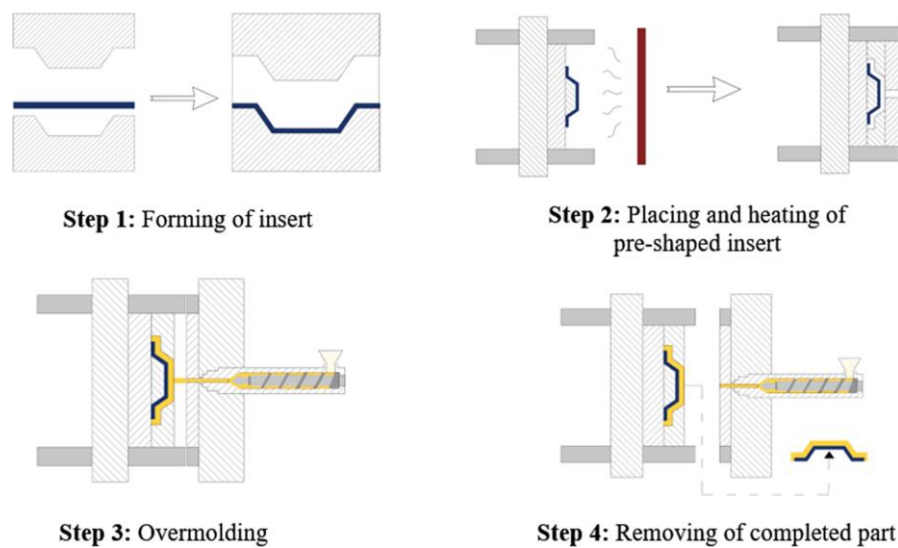 Step 1: Forming of insert
Step 2: Placing and heating of
pre-shaped insert
Step 3: Overmolding
Step 4: Removing of completed part